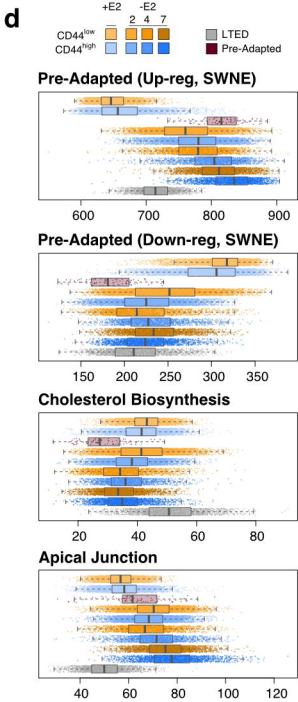 d
+E2 -E2
2 4 7
CD44low
CD44high
LTED
Pre-Adapted
Pre-Adapted (Up-reg, SWNE)
600 700 800 900
Pre-Adapted (Down-reg, SWNE)
150 200 250 300 350
Cholesterol Biosynthesis
20 40 60 80
Apical Junction
40 60 80 100 120